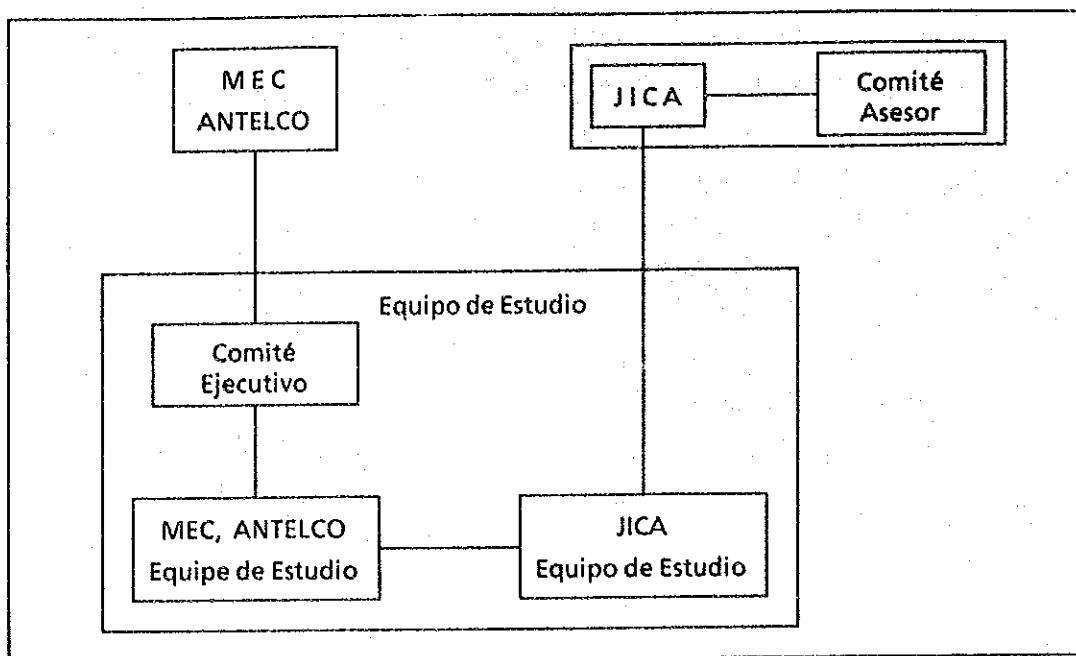 MEC
ANTELCO
JICA
Comité
Asesor
Equipo de Estudio
Comité
Ejecutivo
MEC, ANTELCO
Equipe de Estudio
JICA
Equipo de Estudio